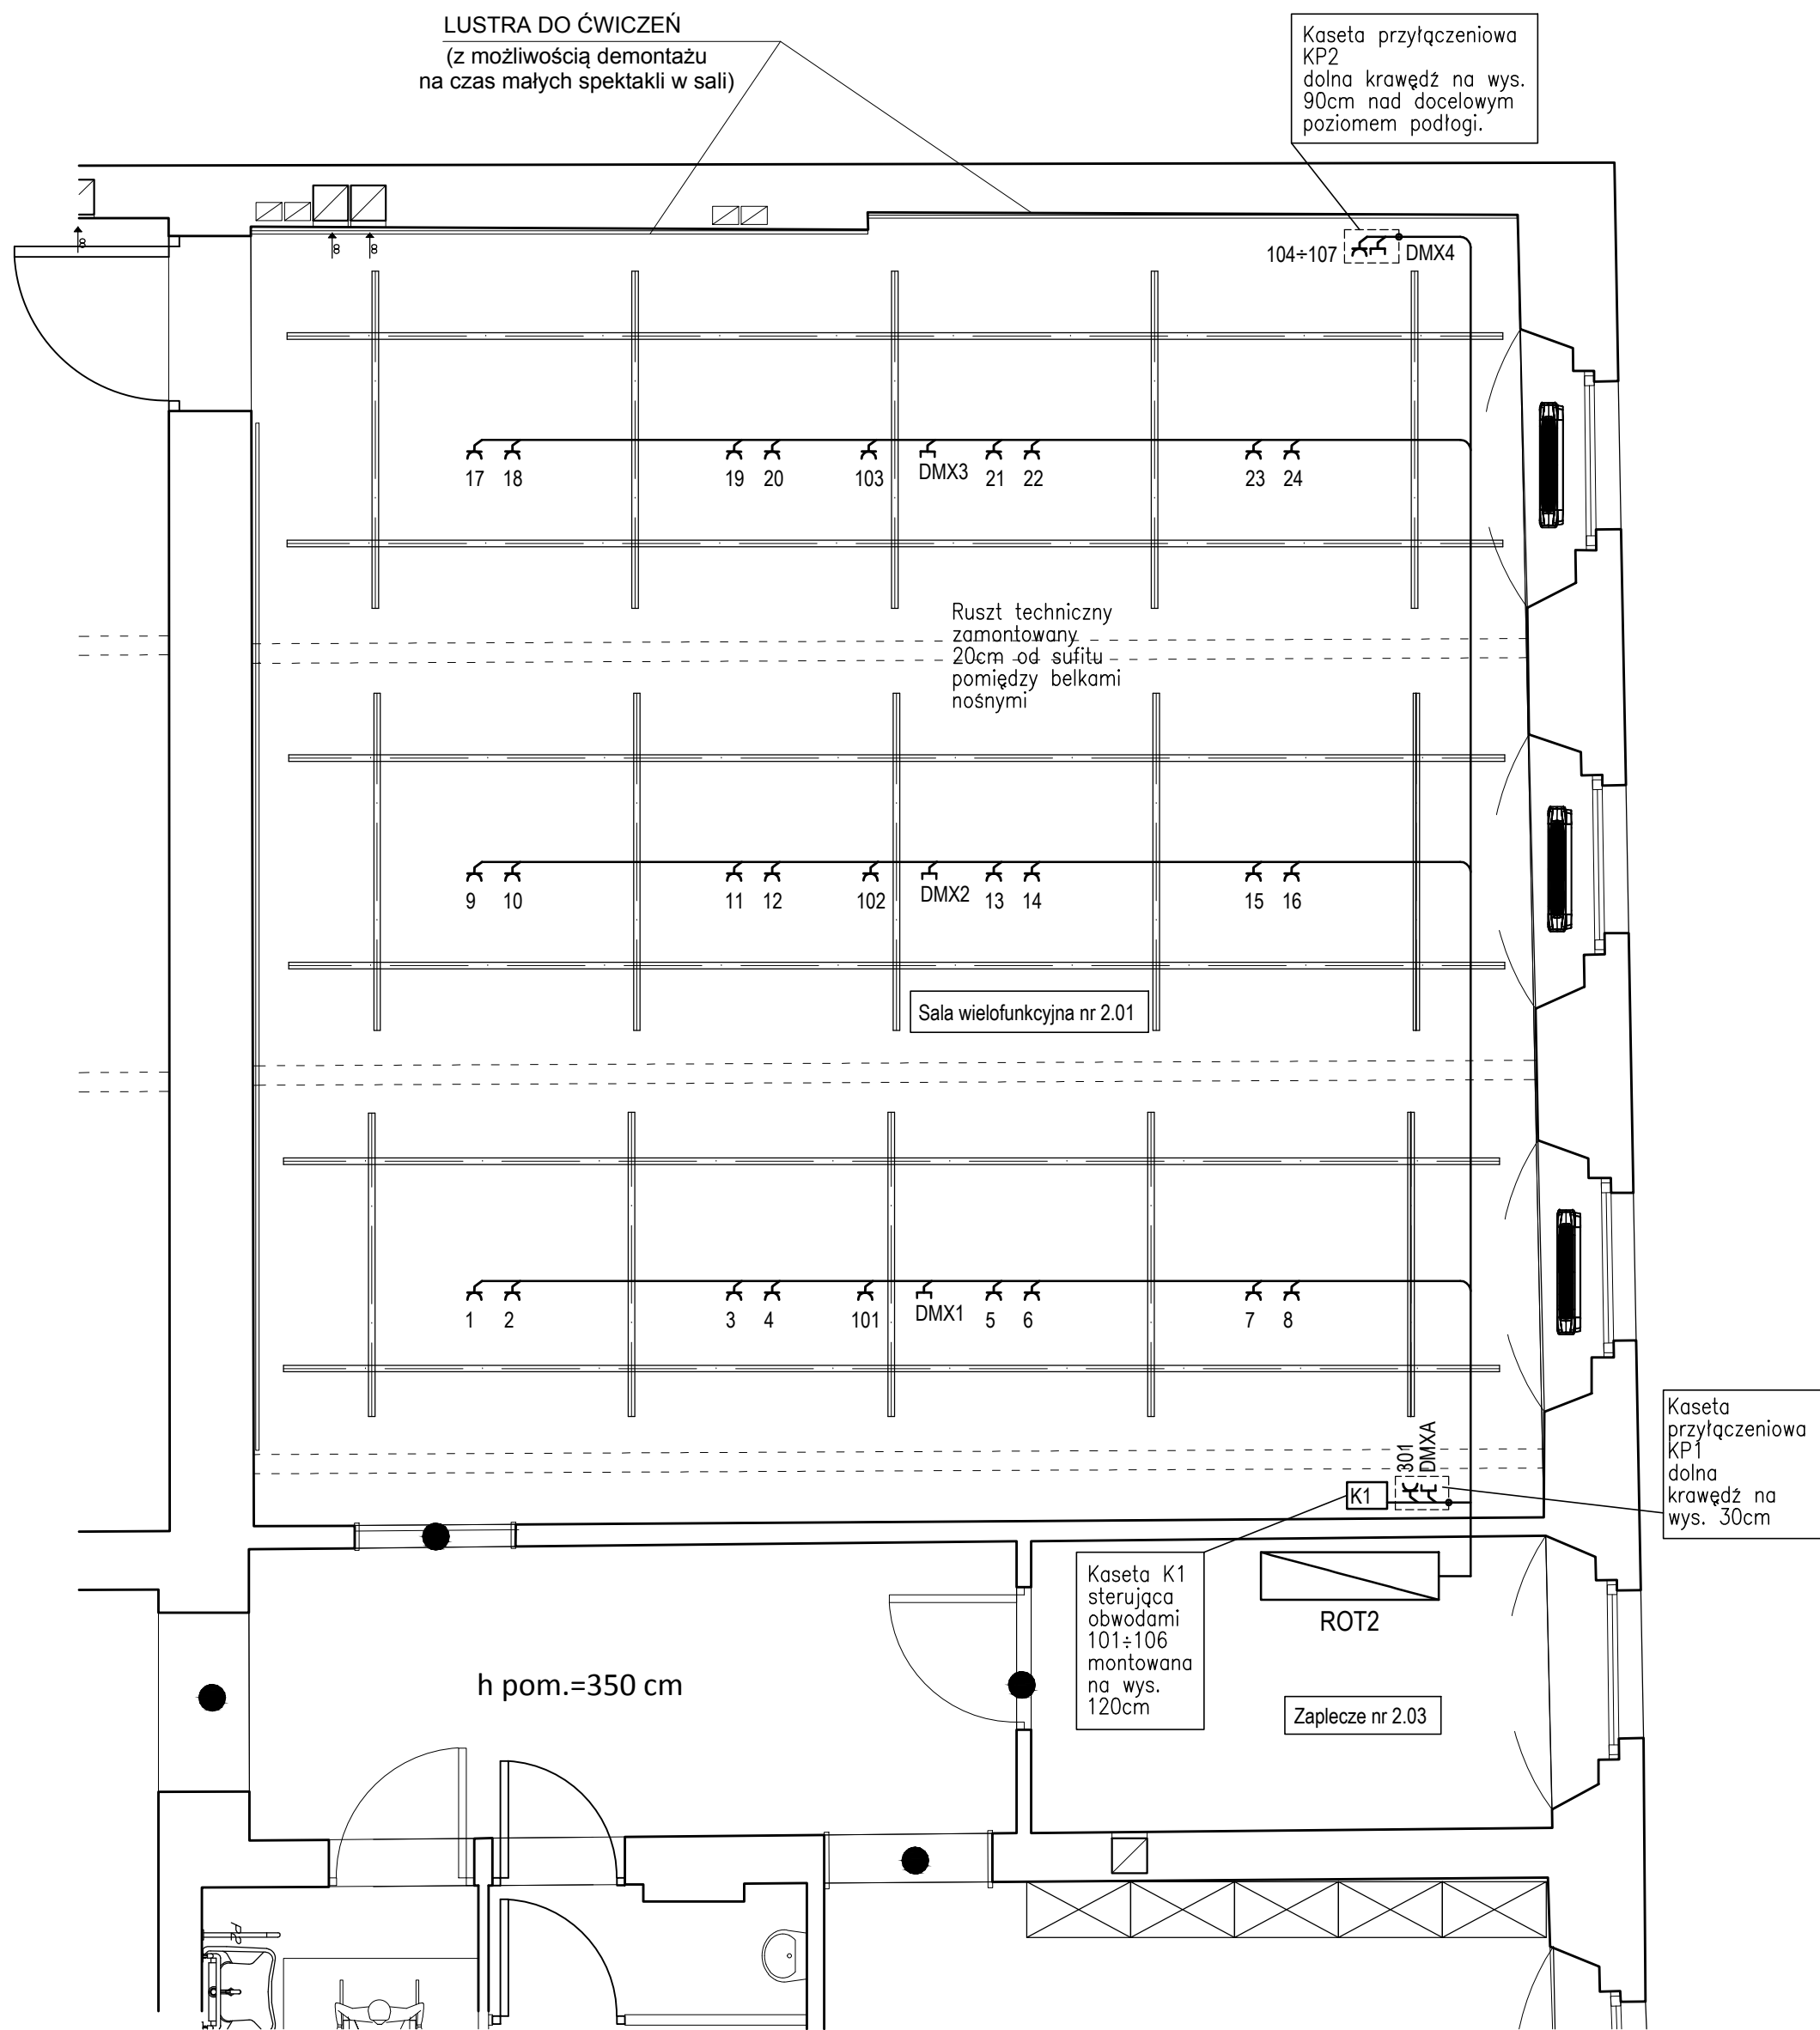 LUSTRA DO ĆWICZEŃ
(z możliwością demontażu
na czas małych spektakli w sali)
Kaseta przyłączeniowa
KP2
dolna krawędź na wys.
90cm nad docelowym
poziomem podłogi.
8
8
8
104÷107
DMX4
17 18 19 20 103 DMX3 21 22 23 24
Ruszt techniczny
zamontowany
20cm od sufitu
pomiędzy belkami
nośnymi
9 10 11 12 102 DMX2 13 14 15 16
Sala wielofunkcyjna nr 2.01
1 2 3 4 101 DMX1 5 6 7 8
301
DMXA
K1
Kaseta
przyłączeniowa
KP1
dolna
krawędź na
wys. 30cm
Kaseta K1
sterująca
obwodami
101÷106
montowana
na wys.
120cm
ROT2
h pom.=350 cm
Zaplecze nr 2.03